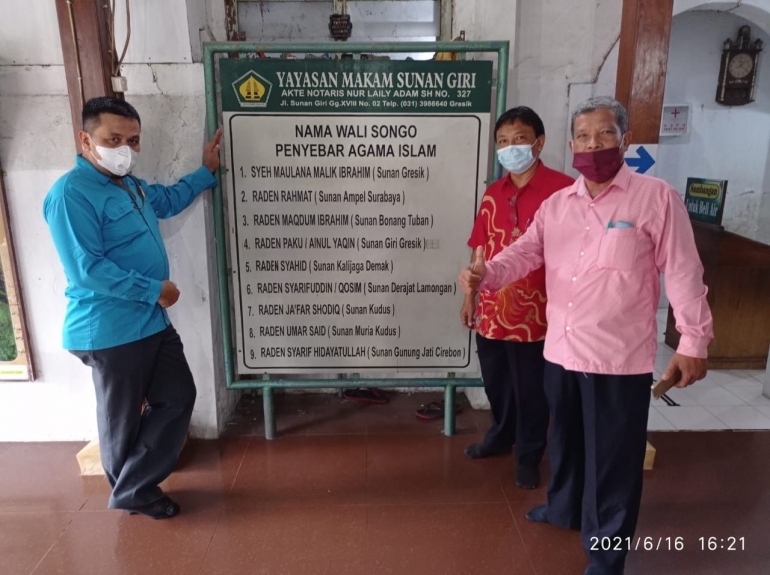 YAYASAN MAKAM SUNAN GIRI
AKTE NOTARIS NUR LAILY ADAM SH NO. 327
Jl. Sunan Giri Gg.XVIII No. 02 Telp. (031) 3986640 Gresik
NAMA WALI SONGO
PENYEBAR AGAMA ISLAM
1. SYEH MAULANA MALIK IBRAHIM ( Sunan Gresik )
2. RADEN RAHMAT ( Sunan Ampel Surabaya )
3. RADEN MAQDUM IBRAHIM ( Sunan Bonang Tuban )
4. RADEN PAKU / AINUL YAQIN ( Sunan Giri Gresik )
5. RADEN SYAHID ( Sunan Kalijaga Demak )
6. RADEN SYARIFUDDIN / QOSIM ( Sunan Derajat Lamongan )
7. RADEN JA'FAR SHODIQ ( Sunan Kudus )
8. RADEN UMAR SAID ( Sunan Muria Kudus )
9. RADEN SYARIF HIDAYATULLAH ( Sunan Gunung Jati Cirebon )
Sumbangan
Untuk Beli Air
2021/6/16 16:21